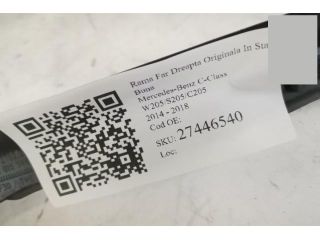 Rama Far Dreapta Originala In Sta
Buna
Mercedes-Benz C-Class
W205/S205/C205
2014 - 2018
Cod OE:
SKU: 27446540
Loc: